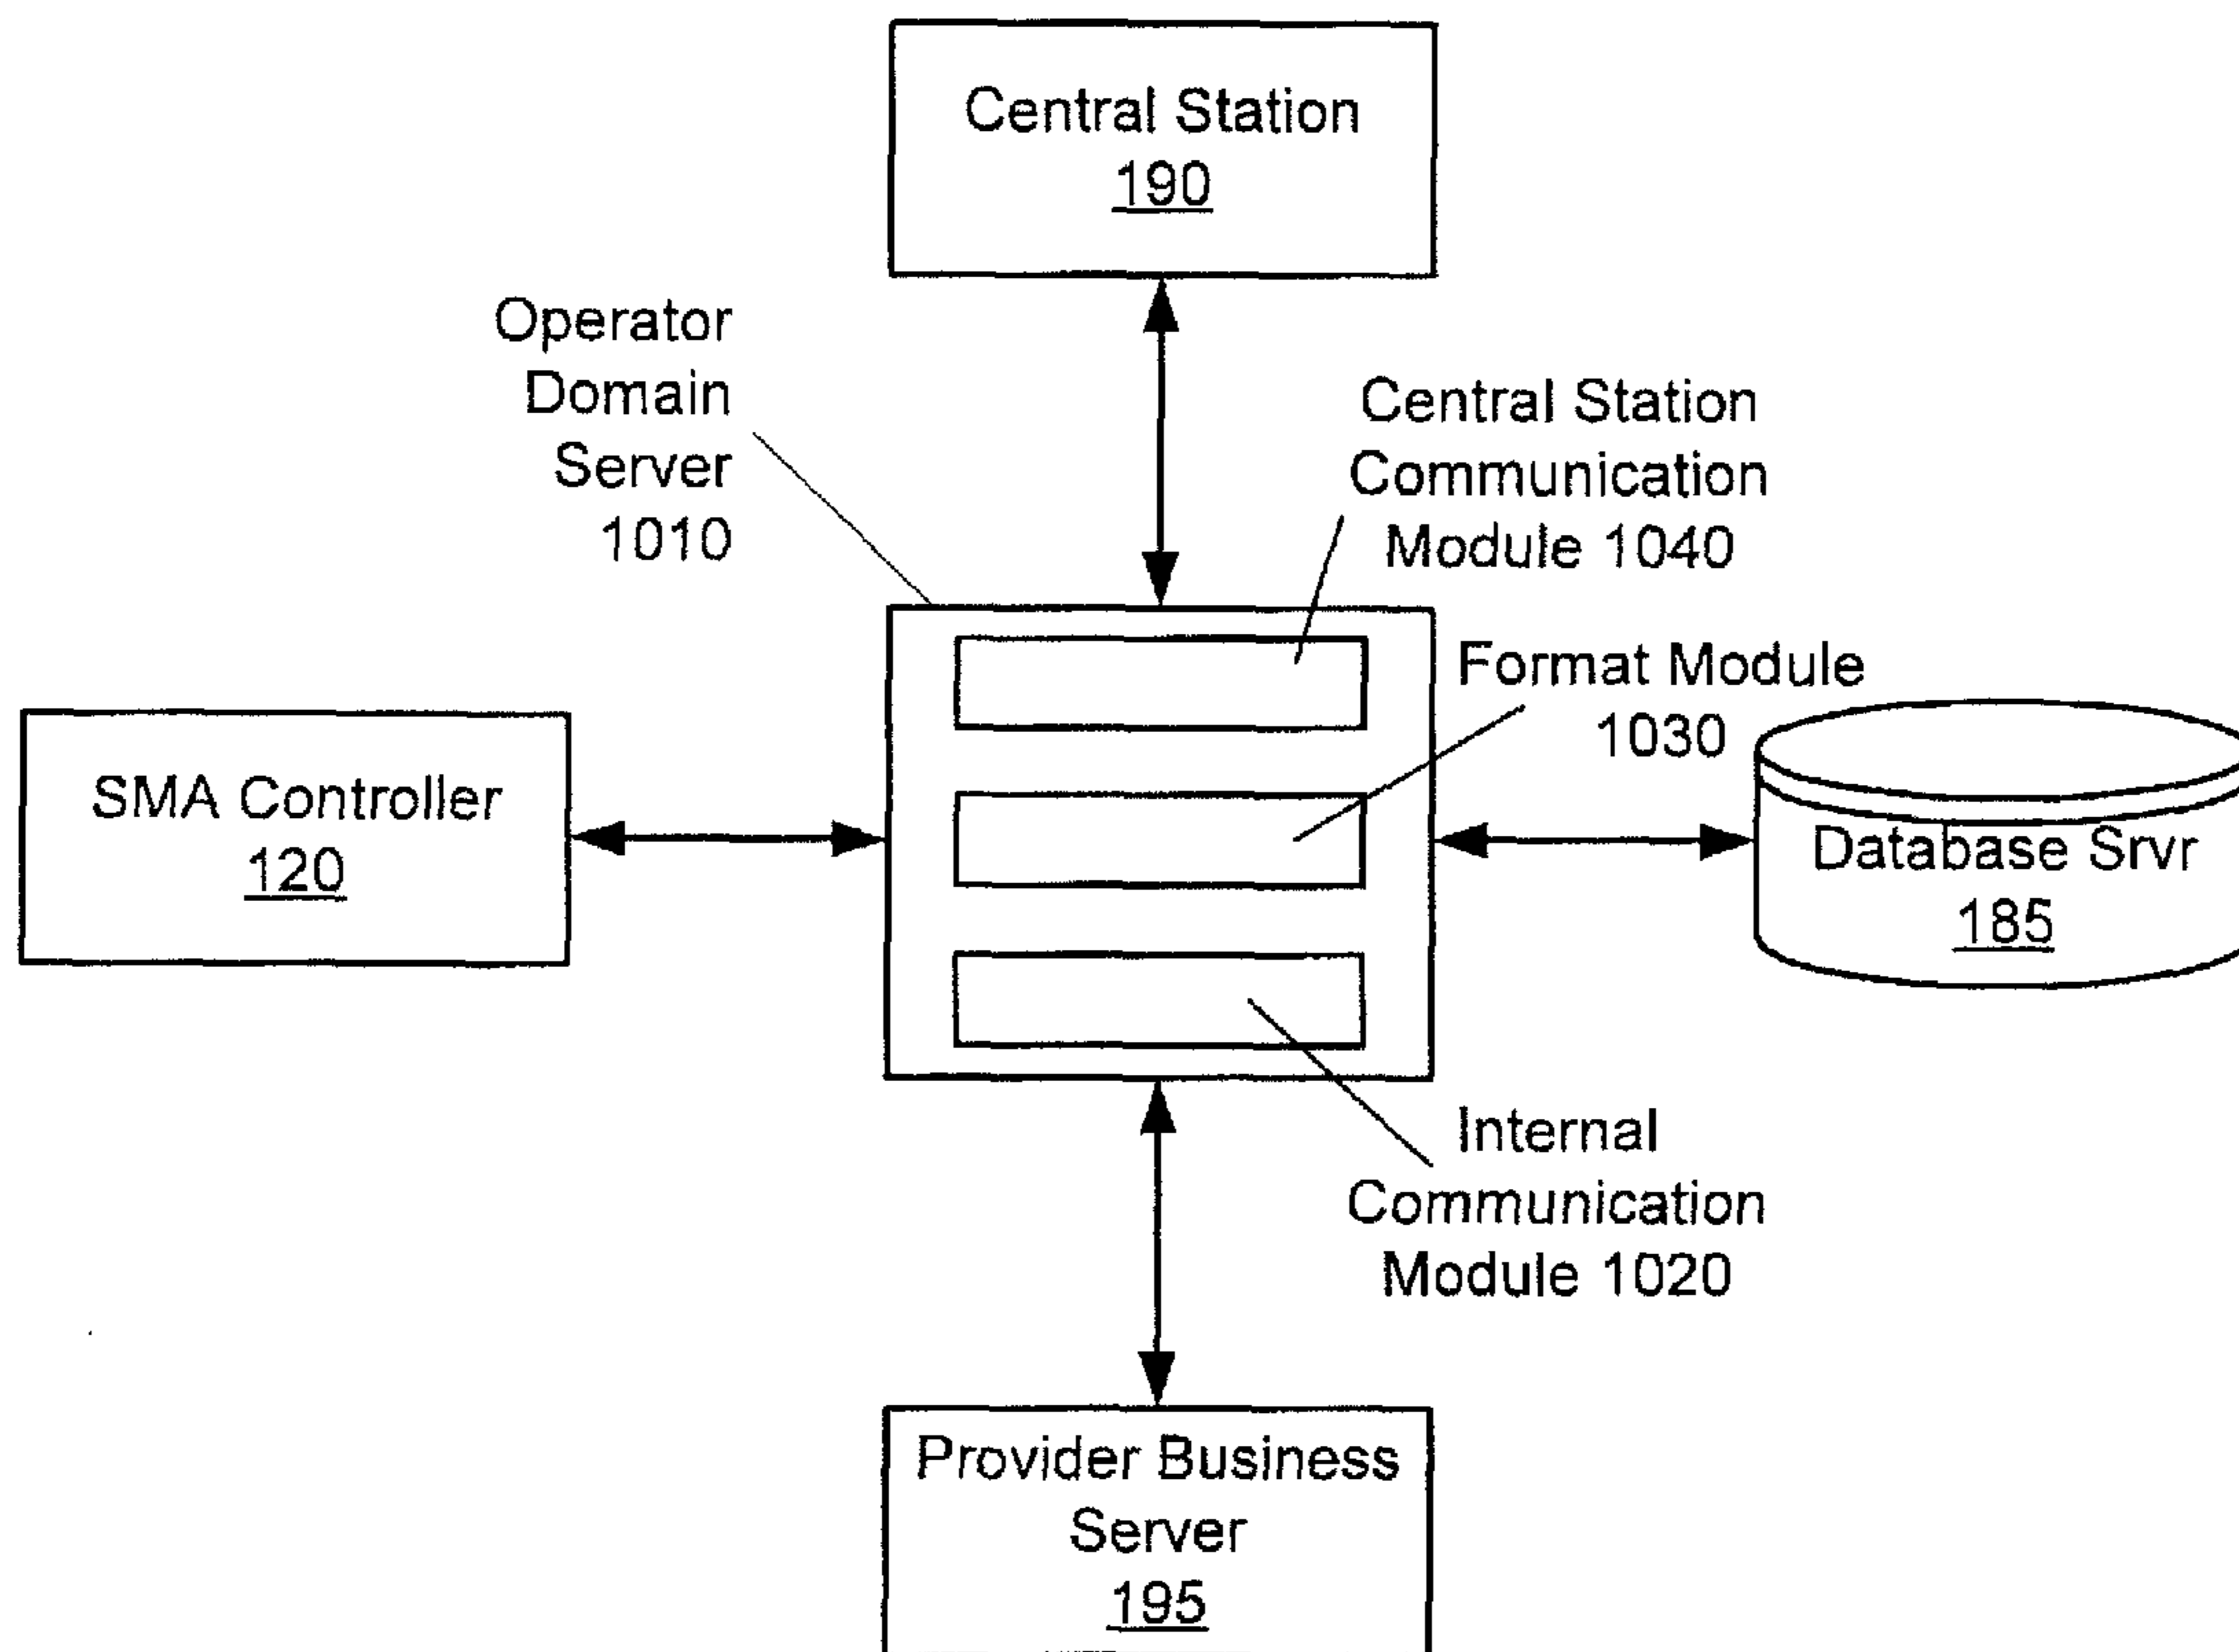 Central Station
190
Operator
Domain
Server
1010
Central Station
Communication
Module 1040
Format Module
1030
SMA Controller
120
Database Srvr
185
Internal
Communication
Module 1020
Provider Business
Server
195